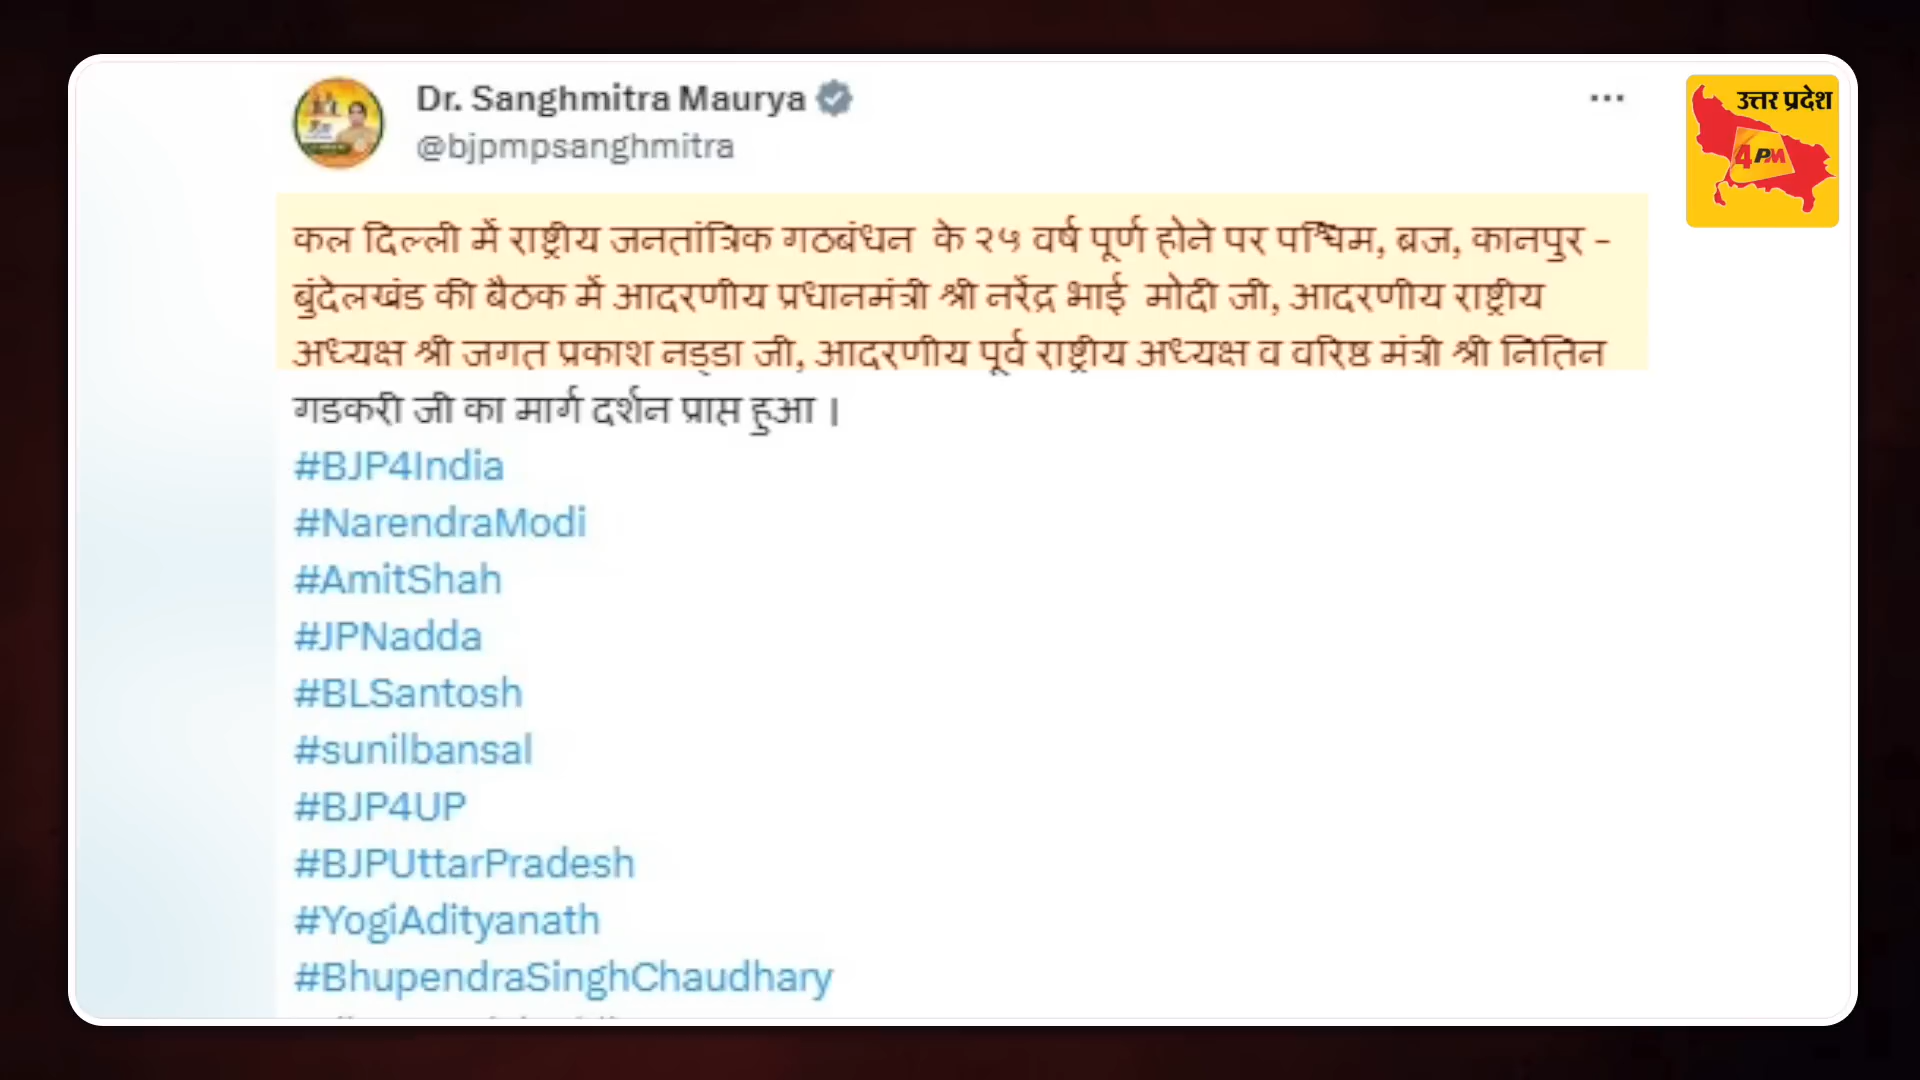 Dr. Sanghmitra Maurya
@bjpmpsanghmitra
उत्तर प्रदेश
4PM
कल दिल्ली में राष्ट्रीय जनतांत्रिक गठबंधन के २५ वर्ष पूर्ण होने पर पश्चिम, ब्रज, कानपुर -
बुंदेलखंड की बैठक में आदरणीय प्रधानमंत्री श्री नरेंद्र भाई मोदी जी, आदरणीय राष्ट्रीय
अध्यक्ष श्री जगत प्रकाश नड्डा जी, आदरणीय पूर्व राष्ट्रीय अध्यक्ष व वरिष्ठ मंत्री श्री नितिन
गडकरी जी का मार्ग दर्शन प्राप्त हुआ ।
#BJP4India
#NarendraModi
#AmitShah
#JPNadda
#BLSantosh
#sunilbansal
#BJP4UP
#BJPUttarPradesh
#YogiAdityanath
#BhupendraSinghChaudhary